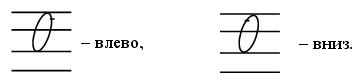 О – влево, О – вниз.